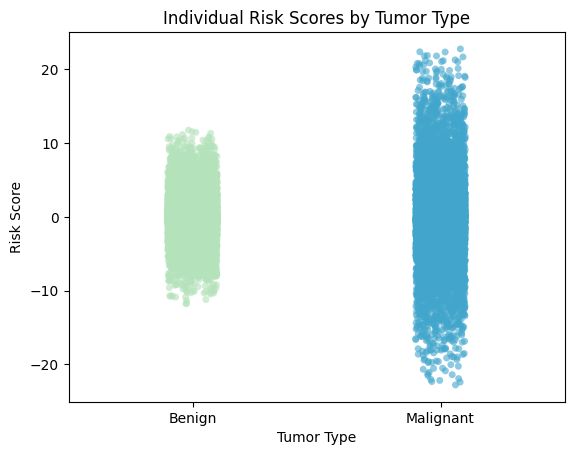 Individual Risk Scores by Tumor Type
Risk Score
20
10
0
−10
−20
Benign
Malignant
Tumor Type